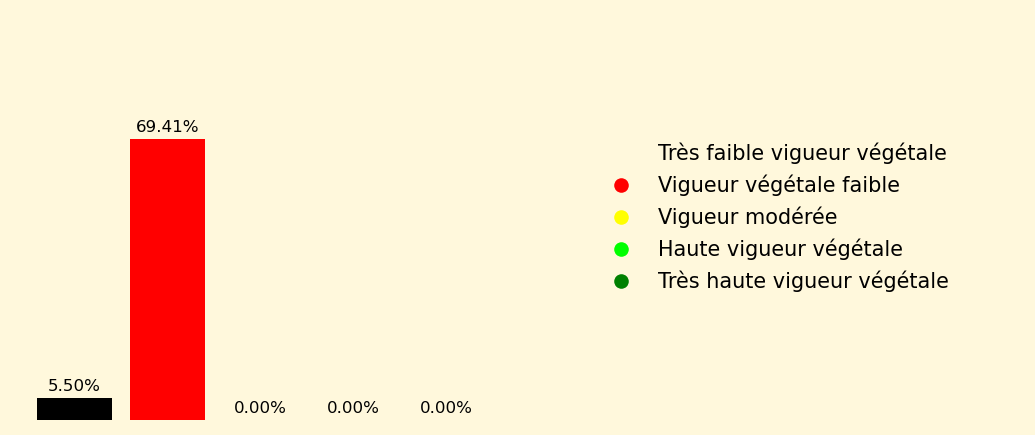 69.41%
5.50%
0.00%
0.00%
0.00%
Très faible vigueur végétale
Vigueur végétale faible
Vigueur modérée
Haute vigueur végétale
Très haute vigueur végétale